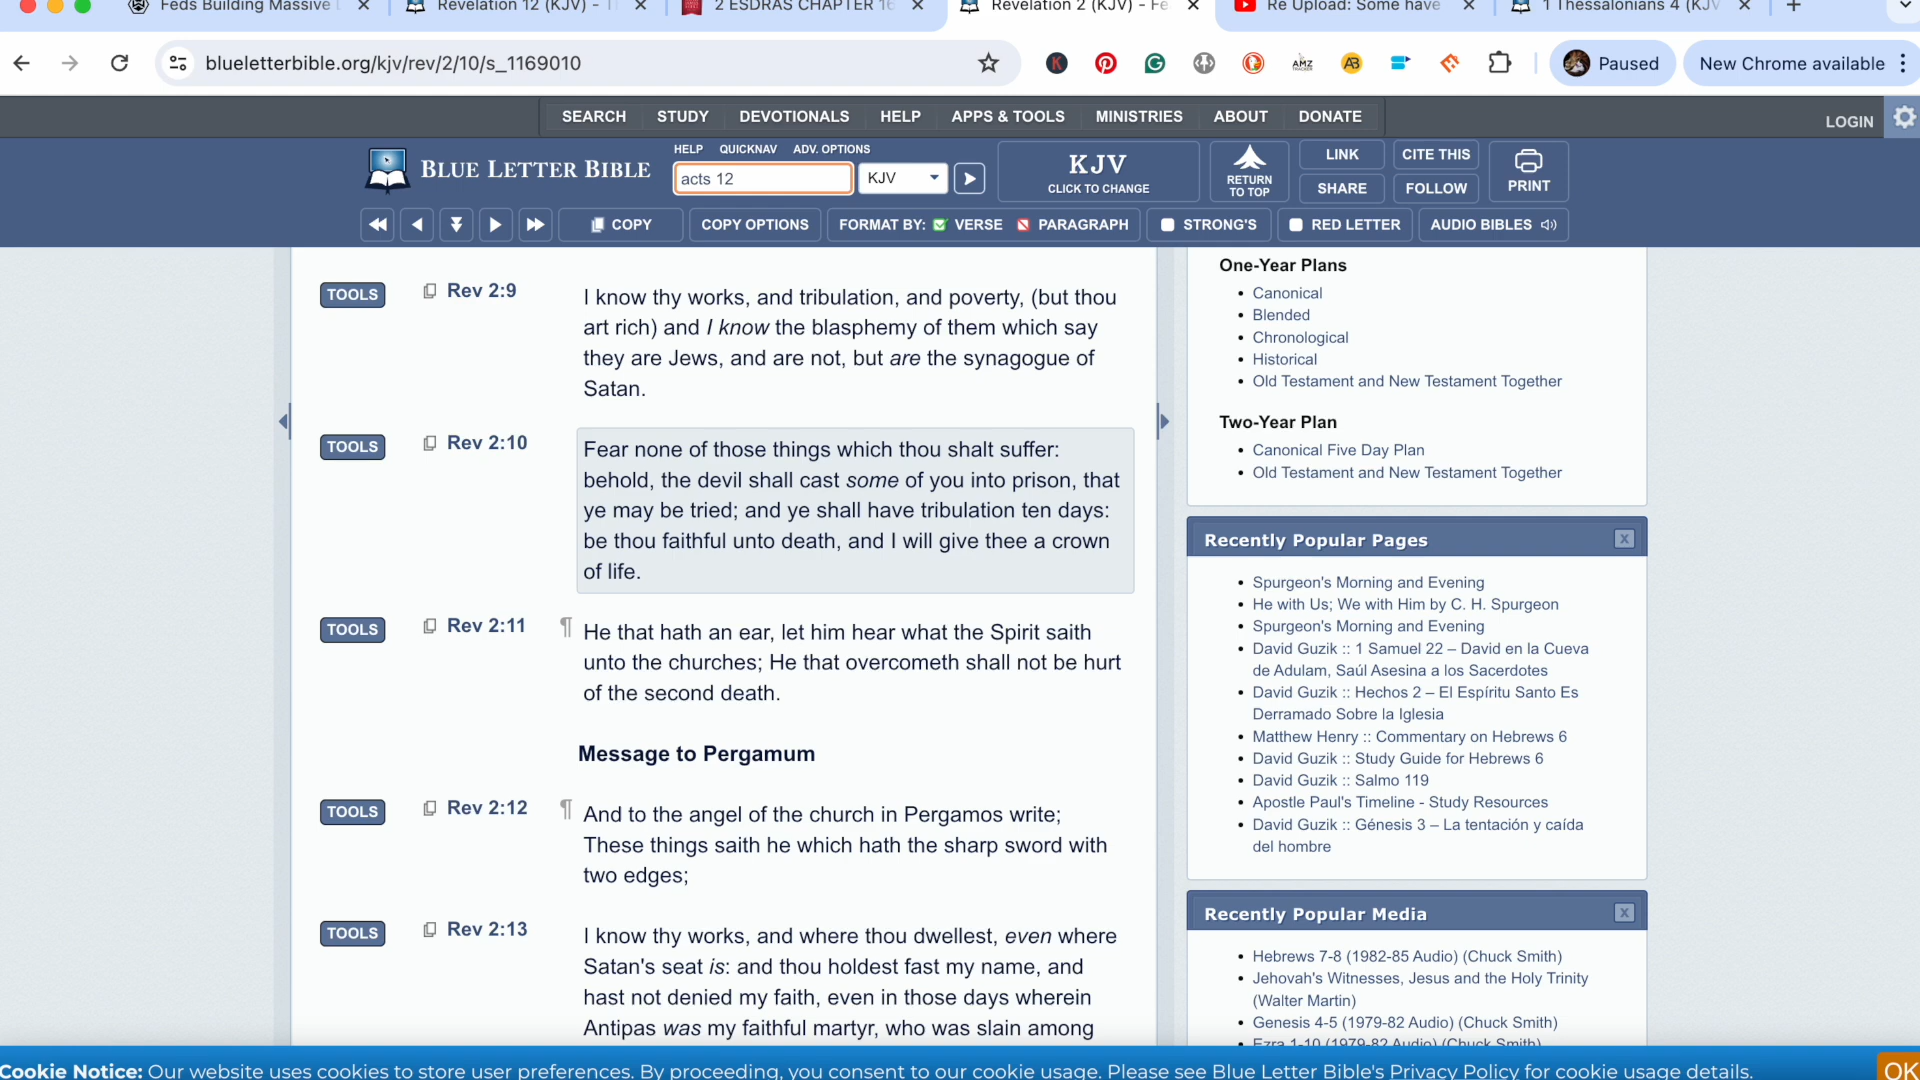 Feds Building Massive
Revelation 12 (KJV) -
2 ESDRAS CHAPTER 16
Revelation 2 (KJV) - Fe
Re Upload: Some have
1 Thessalonians 4 (KJV
blueletterbible.org/kjv/rev/2/10/s_1169010
Paused
New Chrome available
SEARCH STUDY DEVOTIONALS HELP APPS & TOOLS MINISTRIES ABOUT DONATE
LOGIN
BLUE LETTER BIBLE
HELP QUICKNAV ADV. OPTIONS
acts 12
KJV
KJV
CLICK TO CHANGE
RETURN
TO TOP
LINK
CITE THIS
SHARE
FOLLOW
PRINT
COPY
COPY OPTIONS
FORMAT BY: VERSE PARAGRAPH
STRONG'S
RED LETTER
AUDIO BIBLES
TOOLS
Rev 2:9
I know thy works, and tribulation, and poverty, (but thou
art rich) and I know the blasphemy of them which say
they are Jews, and are not, but are the synagogue of
Satan.
TOOLS
Rev 2:10
Fear none of those things which thou shalt suffer:
behold, the devil shall cast some of you into prison, that
ye may be tried; and ye shall have tribulation ten days:
be thou faithful unto death, and I will give thee a crown
of life.
TOOLS
Rev 2:11
¶ He that hath an ear, let him hear what the Spirit saith
unto the churches; He that overcometh shall not be hurt
of the second death.
Message to Pergamum
TOOLS
Rev 2:12
¶ And to the angel of the church in Pergamos write;
These things saith he which hath the sharp sword with
two edges;
TOOLS
Rev 2:13
I know thy works, and where thou dwellest, even where
Satan's seat is: and thou holdest fast my name, and
hast not denied my faith, even in those days wherein
Antipas was my faithful martyr, who was slain among
One-Year Plans
• Canonical
• Blended
• Chronological
• Historical
• Old Testament and New Testament Together
Two-Year Plan
• Canonical Five Day Plan
• Old Testament and New Testament Together
Recently Popular Pages
x
• Spurgeon's Morning and Evening
• He with Us; We with Him by C. H. Spurgeon
• Spurgeon's Morning and Evening
• David Guzik :: 1 Samuel 22 – David en la Cueva
de Adulam, Saúl Asesina a los Sacerdotes
• David Guzik :: Hechos 2 – El Espíritu Santo Es
Derramado Sobre la Iglesia
• Matthew Henry :: Commentary on Hebrews 6
• David Guzik :: Study Guide for Hebrews 6
• David Guzik :: Salmo 119
• Apostle Paul's Timeline - Study Resources
• David Guzik :: Génesis 3 – La tentación y caída
del hombre
Recently Popular Media
x
• Hebrews 7-8 (1982-85 Audio) (Chuck Smith)
• Jehovah's Witnesses, Jesus and the Holy Trinity
(Walter Martin)
• Genesis 4-5 (1979-82 Audio) (Chuck Smith)
• Ezra 1-10 (1979-82 Audio) (Chuck Smith)
Cookie Notice: Our website uses cookies to store user preferences. By proceeding, you consent to our cookie usage. Please see Blue Letter Bible's Privacy Policy for cookie usage details.
OK